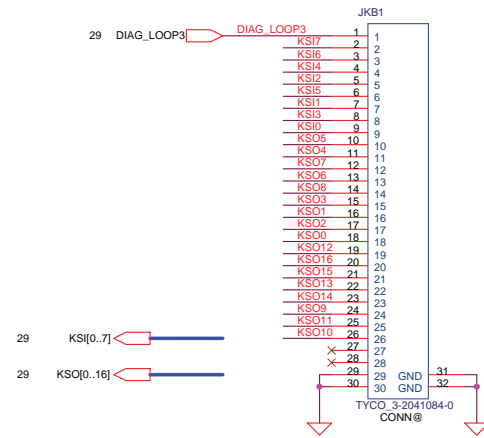 JKB1
29 DIAG_LOOP3 DIAG_LOOP3 1 1
KSI7 2 2
KSI6 3 3
KSI4 4 4
KSI2 5 5
KSI5 6 6
KSI1 7 7
KSI3 8 8
KSI0 9 9
KSO5 10 10
KSO4 11 11
KSO7 12 12
KSO6 13 13
KSO8 14 14
KSO3 15 15
KSO1 16 16
KSO2 17 17
KSO0 18 18
KSO12 19 19
KSO16 20 20
KSO15 21 21
KSO13 22 22
KSO14 23 23
KSO9 24 24
KSO11 25 25
KSO10 26 26
27 27
28 28
29 29 GND 31
30 30 GND 32
29 KSI[0..7]
29 KSO[0..16]
TYCO_3-2041084-0
CONN@